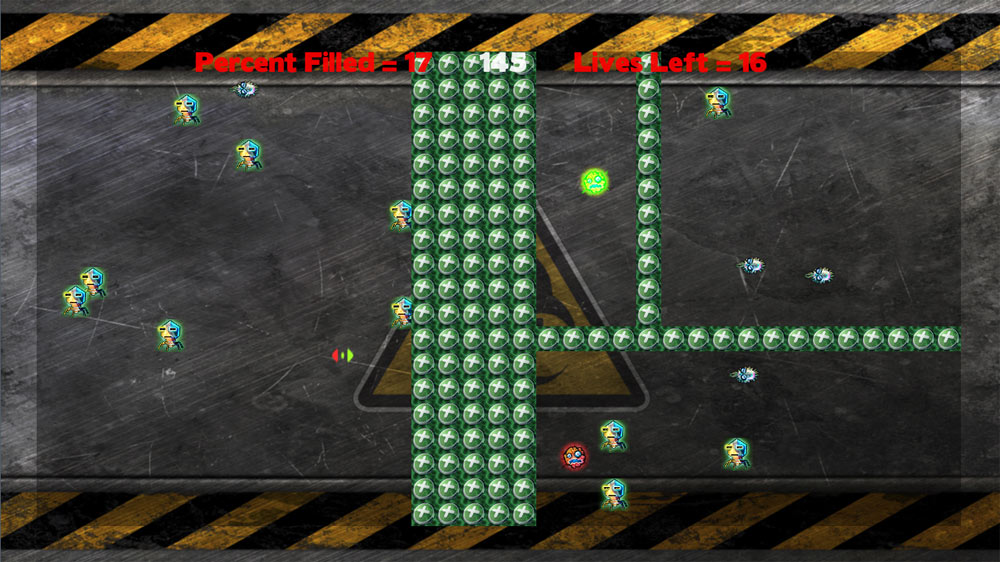 Percent Filled = 17 145 Lives Left = 16